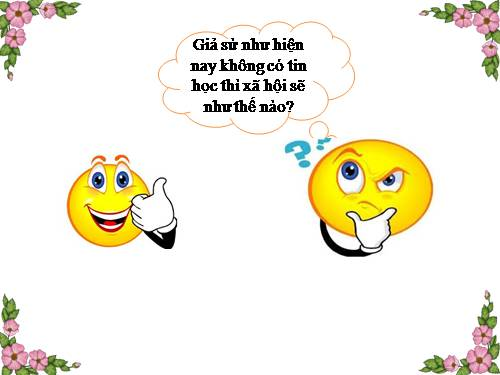 Giả sử như hiện
nay không có tin
học thì xã hội sẽ
như thế nào?
? ?